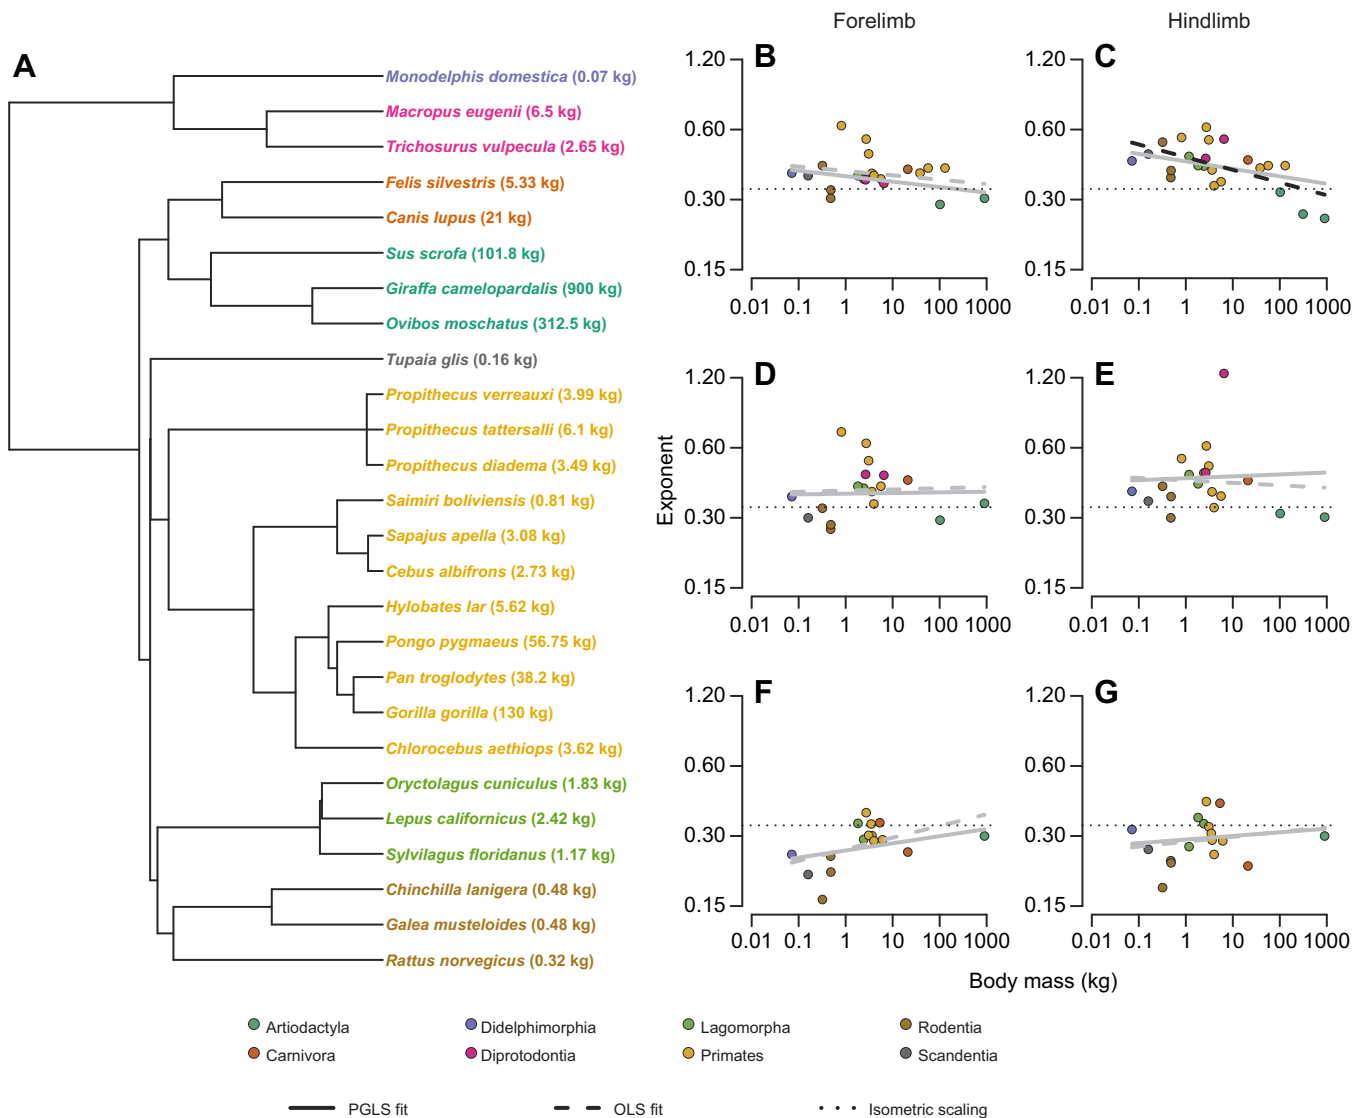 Forelimb
Hindlimb
A
Monodelphis domestica (0.07 kg)
Macropus eugenii (6.5 kg)
Trichosurus vulpecula (2.65 kg)
Felis silvestris (5.33 kg)
Canis lupus (21 kg)
Sus scrofa (101.8 kg)
Giraffa camelopardalis (900 kg)
Ovibos moschatus (312.5 kg)
Tupaia glis (0.16 kg)
Propithecus verreauxi (3.99 kg)
Propithecus tattersalli (6.1 kg)
Propithecus diadema (3.49 kg)
Saimiri boliviensis (0.81 kg)
Sapajus apella (3.08 kg)
Cebus albifrons (2.73 kg)
Hylobates lar (5.62 kg)
Pongo pygmaeus (56.75 kg)
Pan troglodytes (38.2 kg)
Gorilla gorilla (130 kg)
Chlorocebus aethiops (3.62 kg)
Oryctolagus cuniculus (1.83 kg)
Lepus californicus (2.42 kg)
Sylvilagus floridanus (1.17 kg)
Chinchilla lanigera (0.48 kg)
Galea musteloides (0.48 kg)
Rattus norvegicus (0.32 kg)
B
1.20
0.60
0.30
0.15
0.01 0.1 1 10 100 1000
C
1.20
0.60
0.30
0.15
0.01 0.1 1 10 100 1000
Exponent
D
1.20
0.60
0.30
0.15
0.01 0.1 1 10 100 1000
E
1.20
0.60
0.30
0.15
0.01 0.1 1 10 100 1000
F
1.20
0.60
0.30
0.15
0.01 0.1 1 10 100 1000
G
1.20
0.60
0.30
0.15
0.01 0.1 1 10 100 1000
Body mass (kg)
Artiodactyla
Didelphimorphia
Lagomorpha
Rodentia
Carnivora
Diprotodontia
Primates
Scandentia
PGLS fit
OLS fit
Isometric scaling